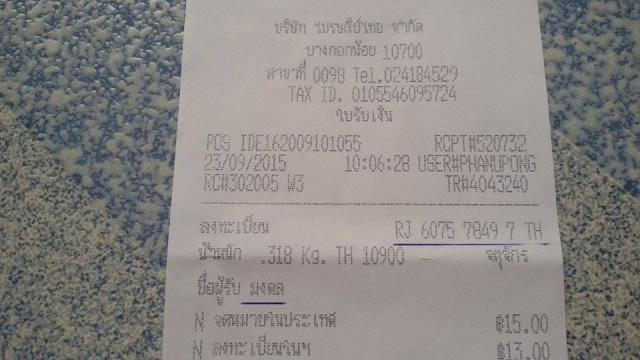 บริษัท ไปรษณีย์ไทย จำกัด
บางกอกน้อย 10700
สาขาที่ 0098 Tel.024184529
TAX ID. 0105546095724
ใบรับเงิน
POS IDE162009101055 RCPT#520732
23/09/2015 10:06:28 USER#PHANUPONG
RC#302005 W3 TR#4043240
ลงทะเบียน RJ 6075 7849 7 TH
น้ำหนัก .318 Kg. TH 10900 จตุจักร
ชื่อผู้รับ มงคล
N จดหมายในประเทศ ฿15.00
N ลงทะเบียนในฯ ฿13.00